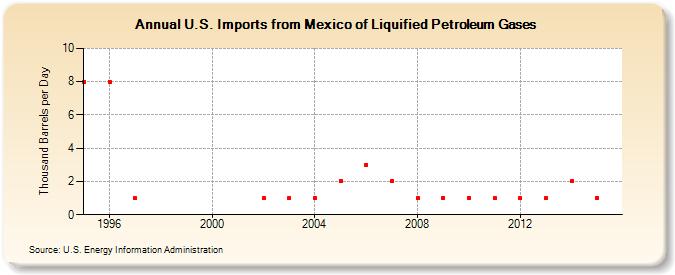 Annual U.S. Imports from Mexico of Liquified Petroleum Gases
Thousand Barrels per Day
10
8
6
4
2
0
1996 2000 2004 2008 2012
Source: U.S. Energy Information Administration